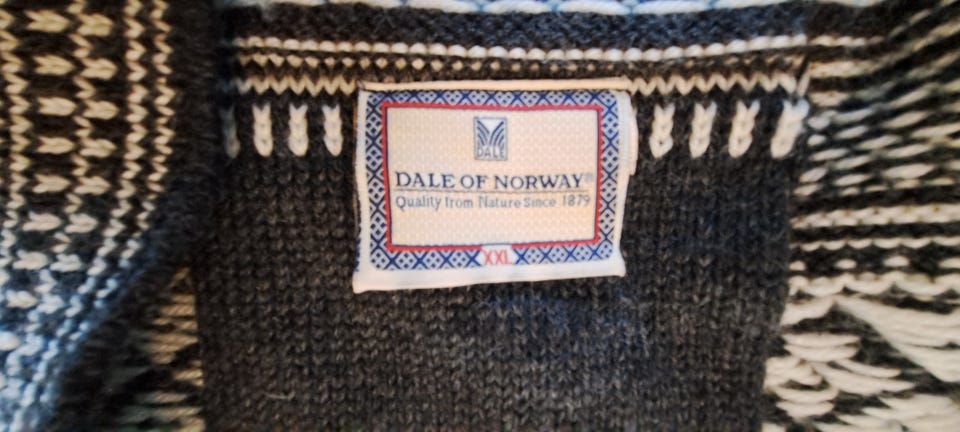 DALE
DALE OF NORWAY®
Quality from Nature Since 1879
XXL